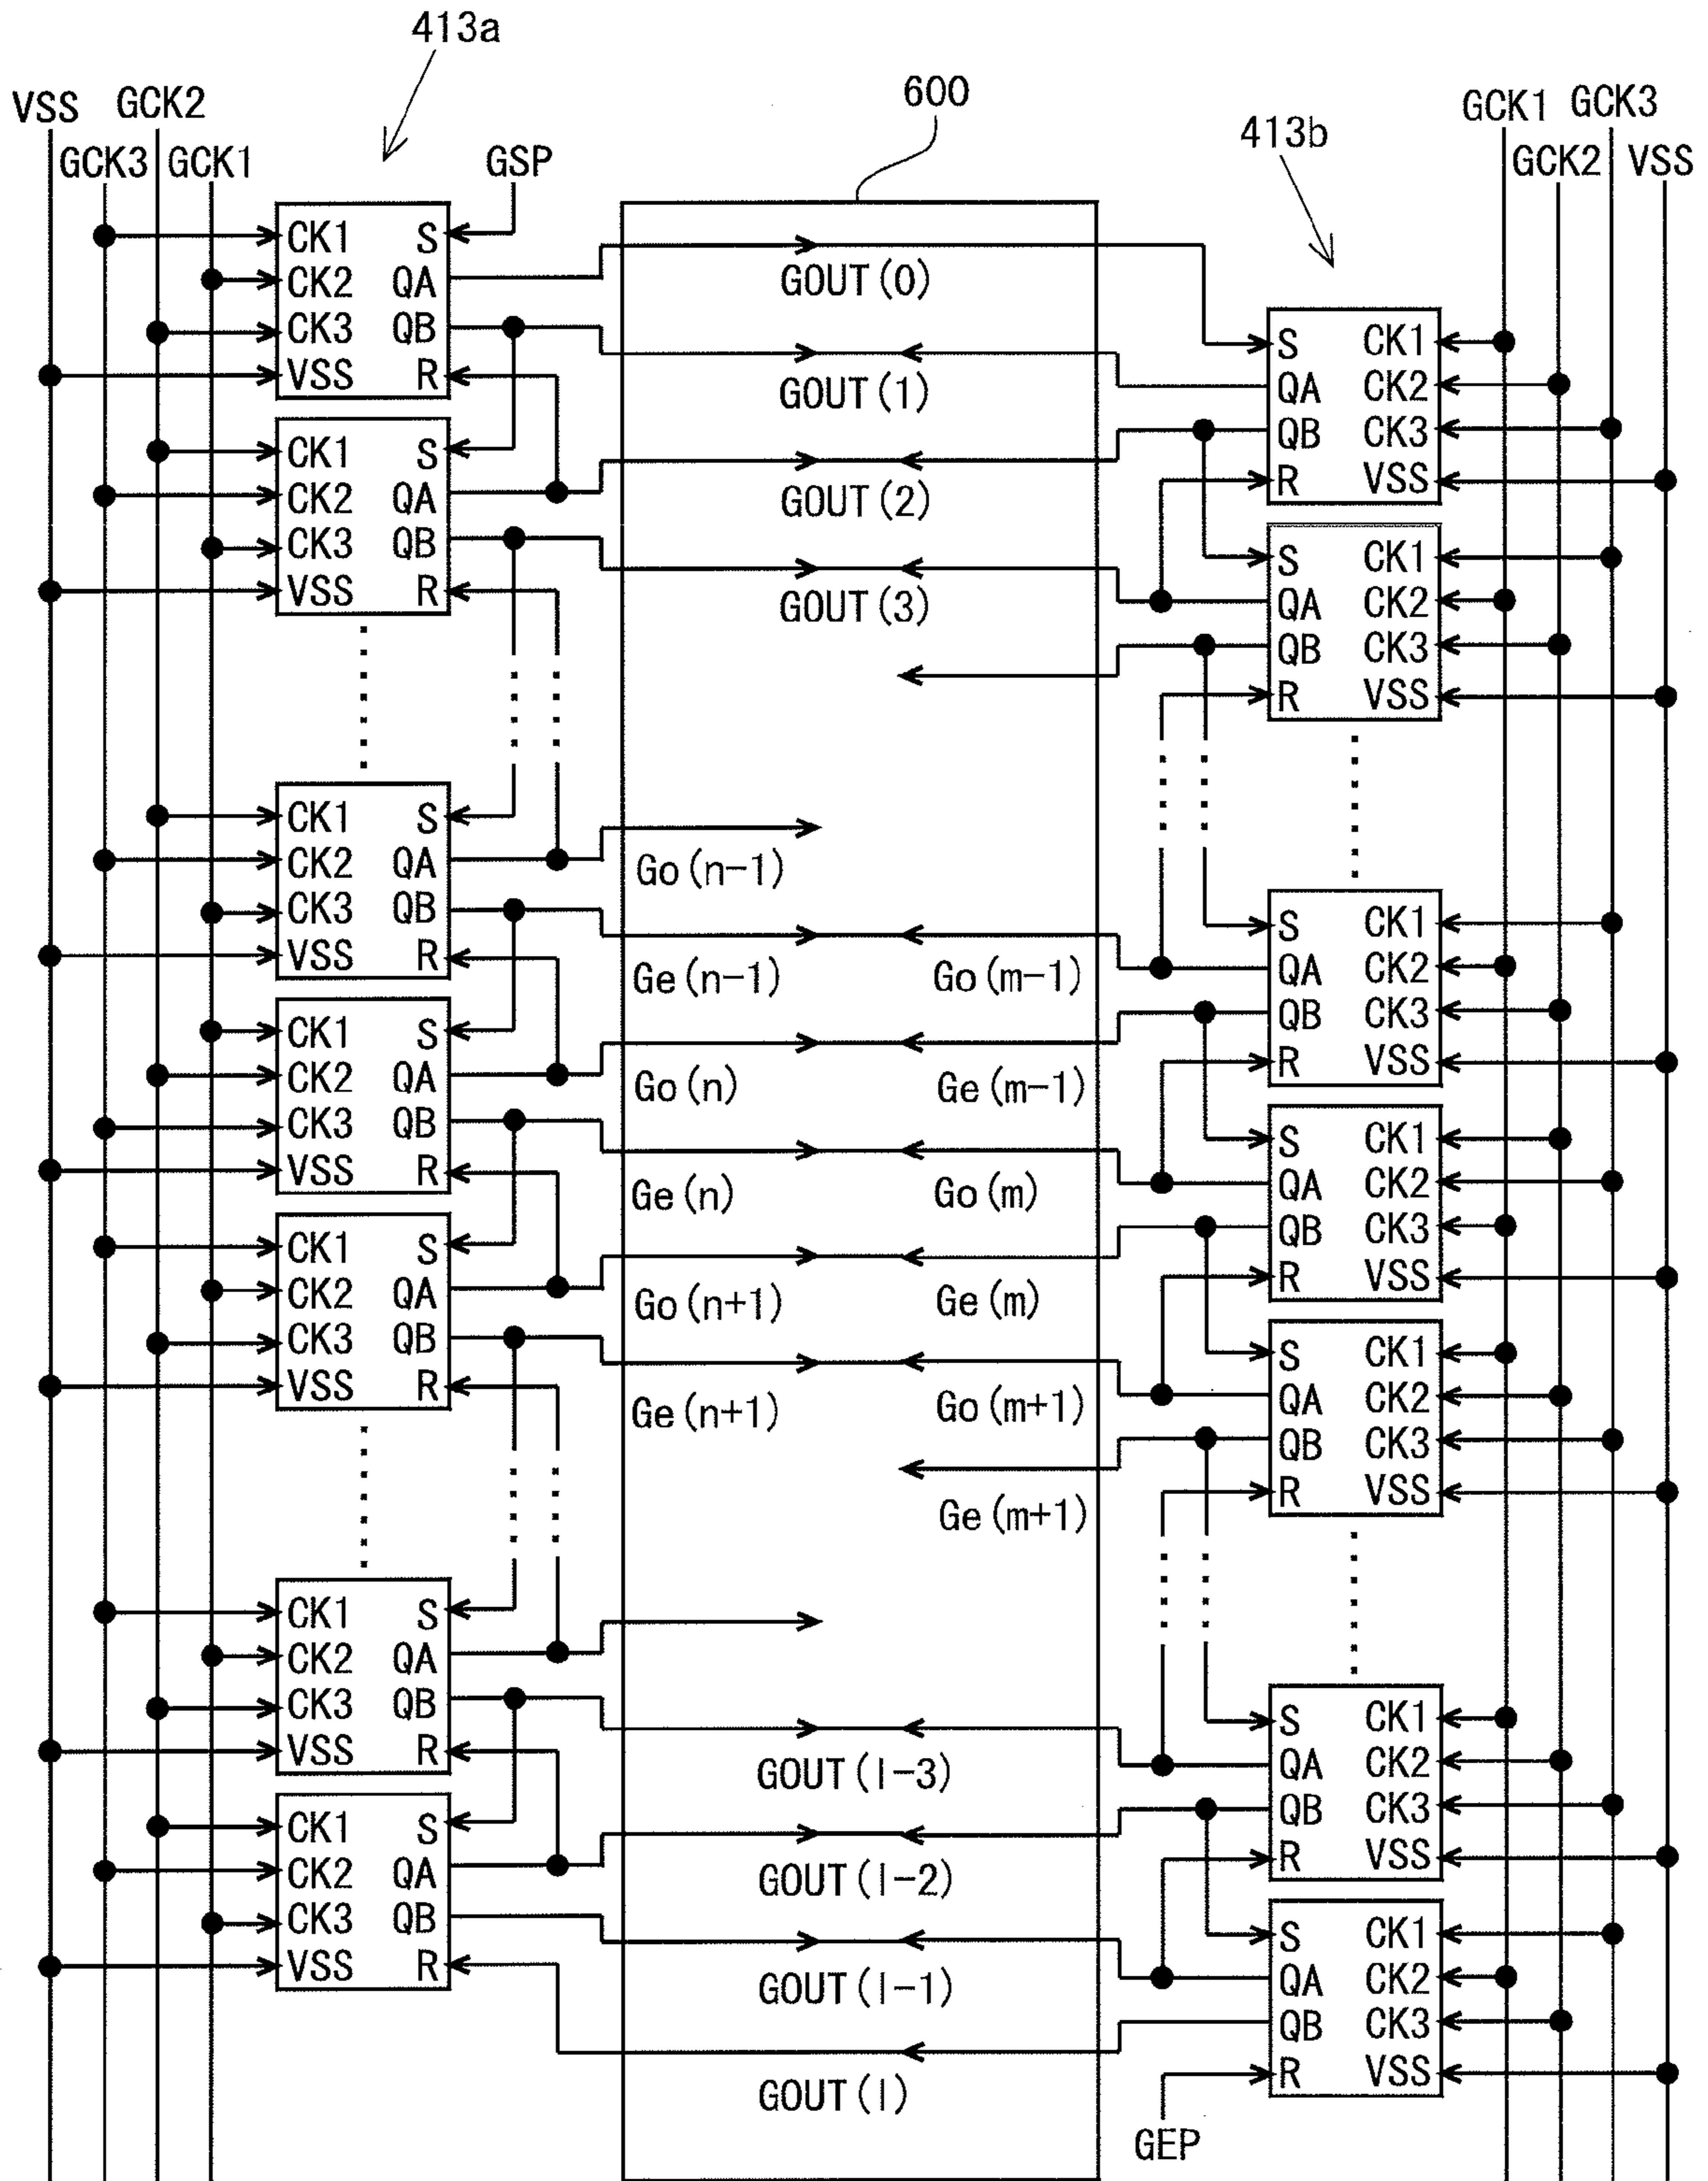 413a
600
VSS GCK2 GCK1 GCK3
413b
GCK3 GCK1 GSP GCK2 VSS
CK1 S
CK2 QA
CK3 QB
VSS R
GOUT(0)
S CK1
QA CK2
QB CK3
R VSS
GOUT(1)
CK1 S
CK2 QA
CK3 QB
VSS R
GOUT(2)
S CK1
QA CK2
QB CK3
R VSS
GOUT(3)
CK1 S
CK2 QA
CK3 QB
VSS R
Go(n-1)
S CK1
QA CK2
QB CK3
R VSS
Ge(n-1) Go(m-1)
CK1 S
CK2 QA
CK3 QB
VSS R
Go(n) Ge(m-1)
S CK1
QA CK2
QB CK3
R VSS
Ge(n) Go(m)
CK1 S
CK2 QA
CK3 QB
VSS R
Go(n+1) Ge(m)
S CK1
QA CK2
QB CK3
R VSS
Ge(n+1) Go(m+1)
Ge(m+1)
CK1 S
CK2 QA
CK3 QB
VSS R
S CK1
QA CK2
QB CK3
R VSS
GOUT(l-3)
CK1 S
CK2 QA
CK3 QB
VSS R
GOUT(l-2)
S CK1
QA CK2
QB CK3
R VSS
GOUT(l-1)
GOUT(l)
GEP